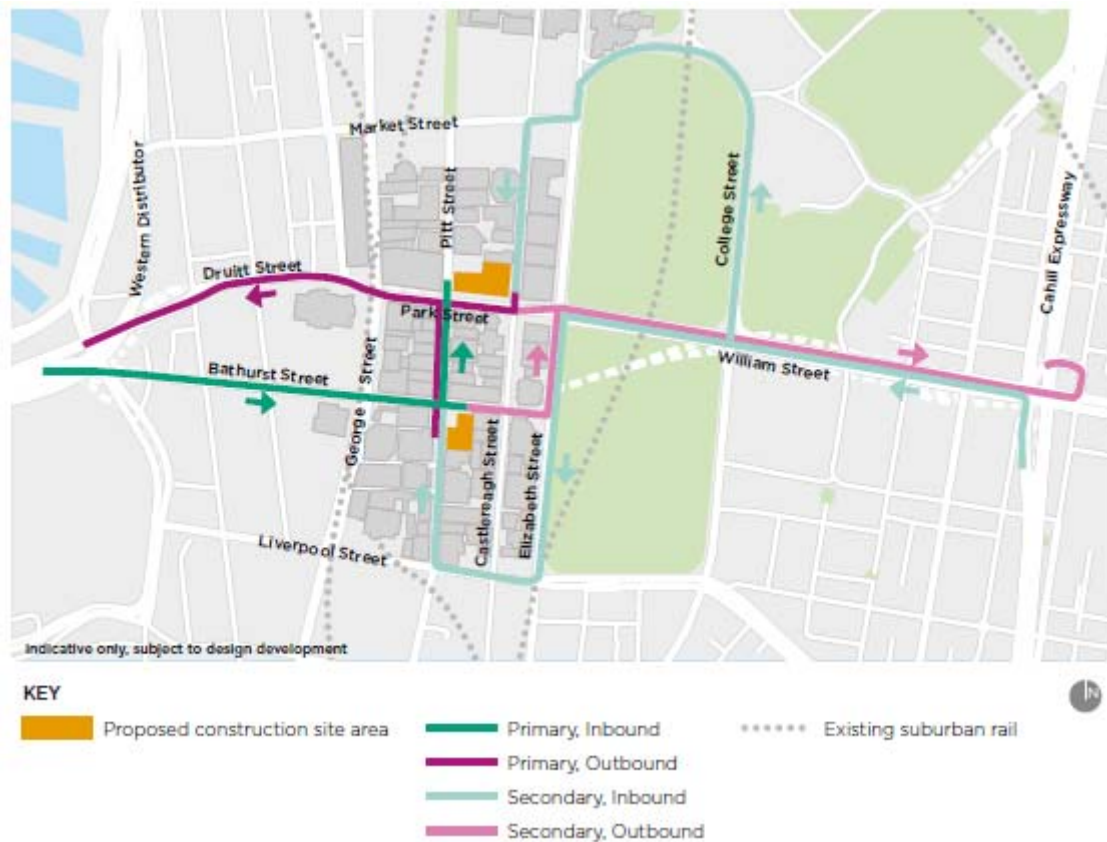 Market Street
Western Distributor
Pitt Street
College Street
Cahill Expressway
Druitt Street
Park Street
George Street
William Street
Bathurst Street
Castlereagh Street
Elizabeth Street
Liverpool Street
Indicative only, subject to design development
KEY
N
Proposed construction site area
Primary, Inbound
Existing suburban rail
Primary, Outbound
Secondary, Inbound
Secondary, Outbound